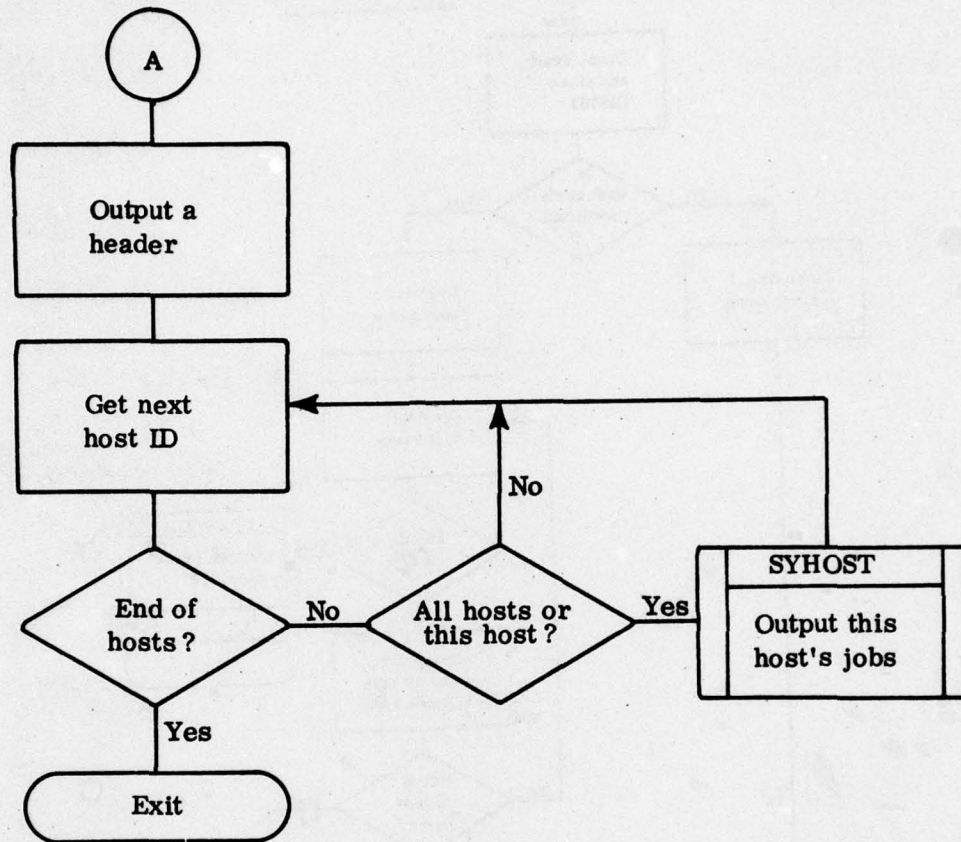 A
Output a
header
Get next
host ID
No
End of
hosts ?
No
All hosts or
this host ?
Yes
SYHOST
Output this
host's jobs
Yes
Exit